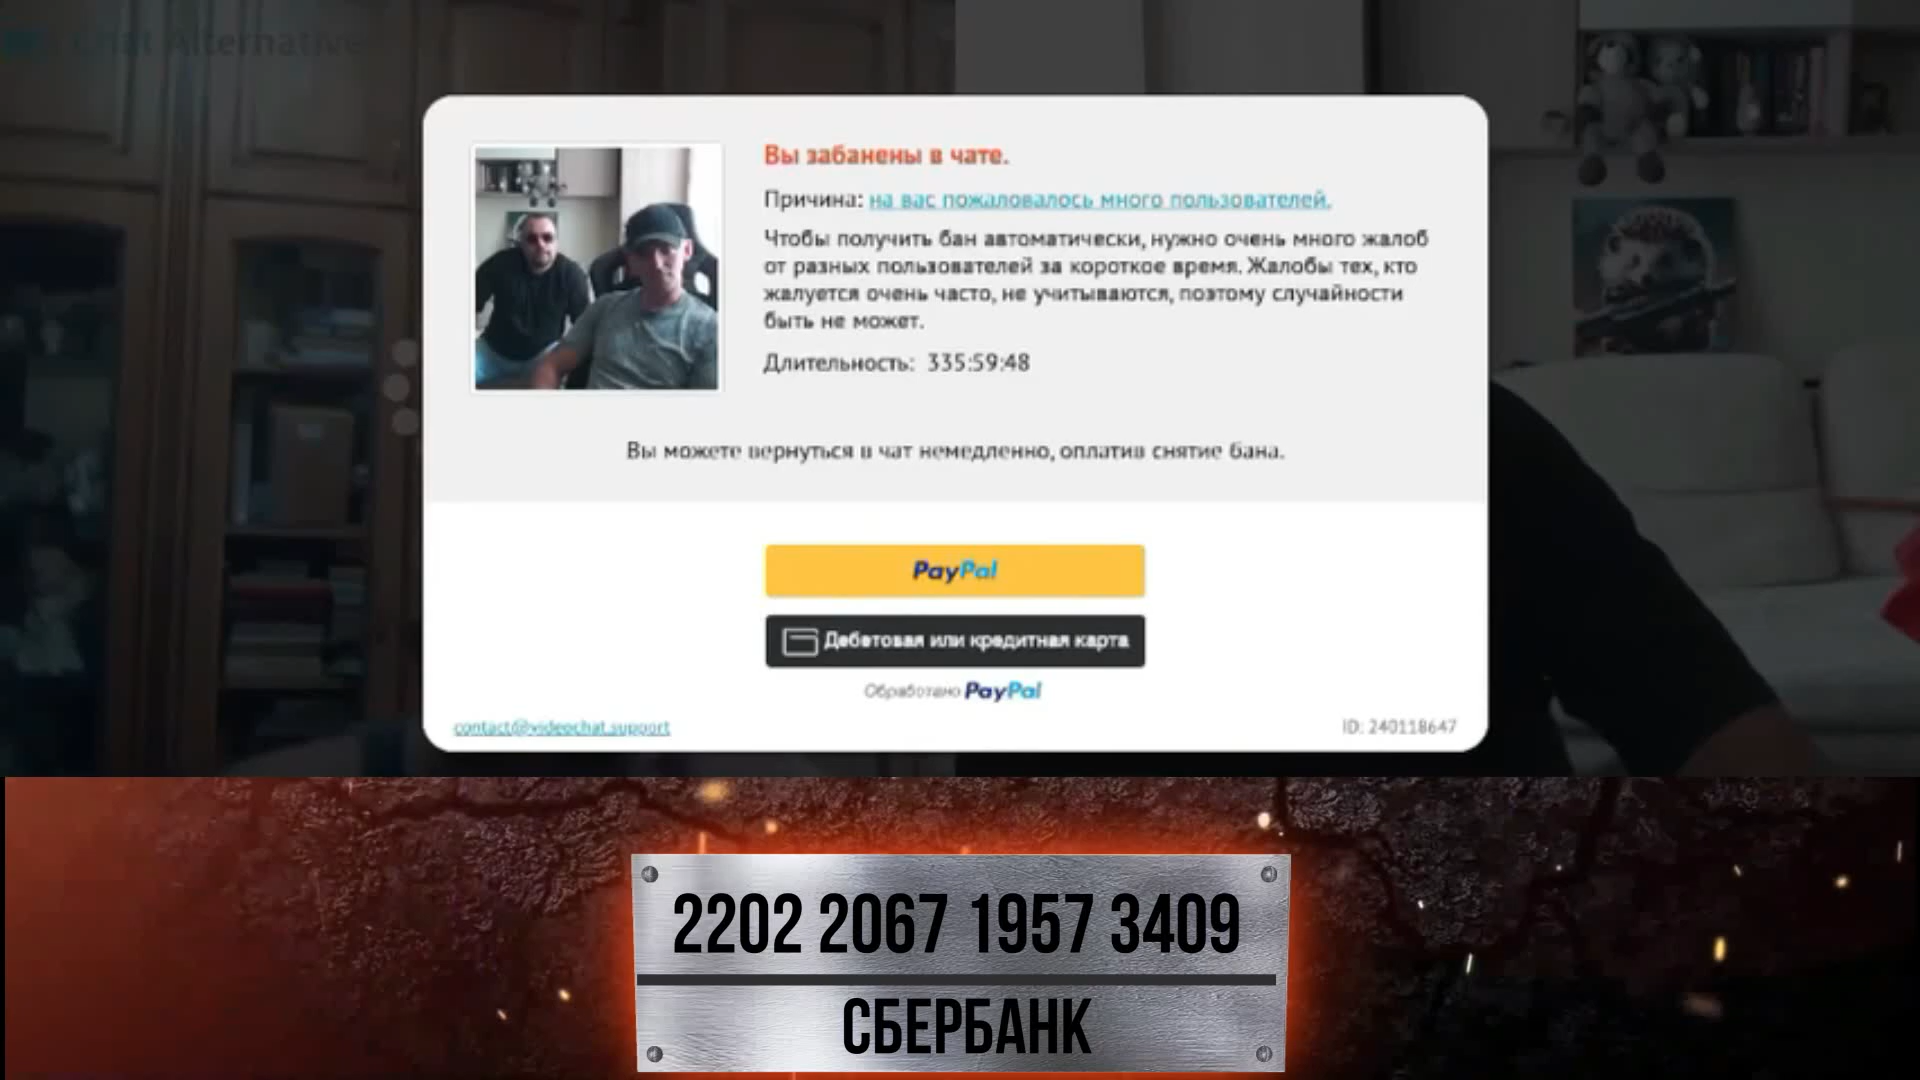 Chat Alternative
Вы забанены в чате.
Причина: на вас пожаловалось много пользователей.
Чтобы получить бан автоматически, нужно очень много жалоб
от разных пользователей за короткое время. Жалобы тех, кто
жалуется очень часто, не учитываются, поэтому случайности
быть не может.
Длительность: 335:59:48
Вы можете вернуться в чат немедленно, оплатив снятие бана.
PayPal
Дебетовая или кредитная карта
Обработано PayPal
contact@videochat.support
ID: 240118647
2202 2067 1957 3409
СБЕРБАНК